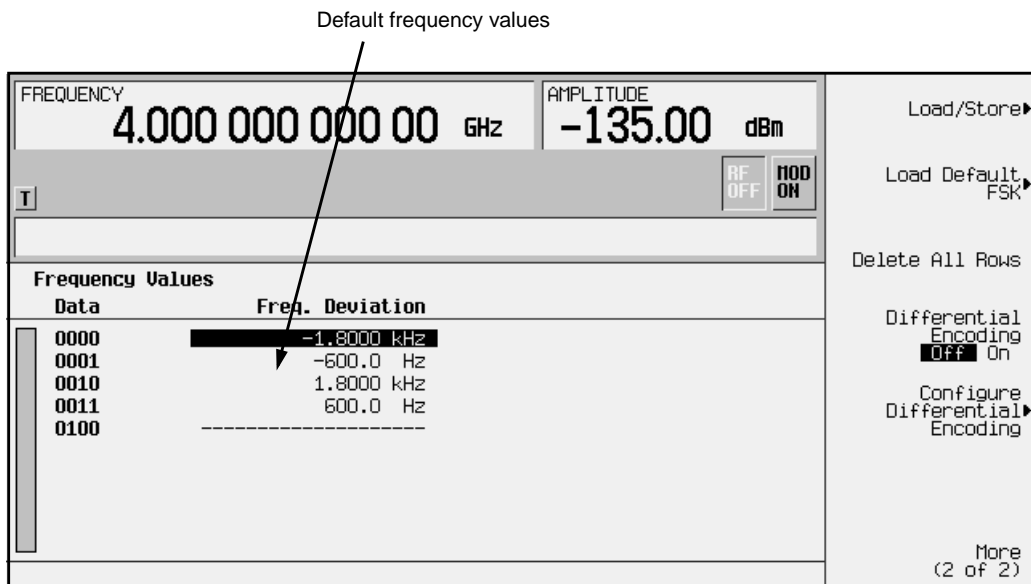 Default frequency values
FREQUENCY
4.000 000 000 00 GHz
AMPLITUDE
-135.00 dBm
RF OFF
MOD ON
T
Frequency Values
Data Freq. Deviation
0000 -1.8000 kHz
0001 -600.0 Hz
0010 1.8000 kHz
0011 600.0 Hz
0100 --------------------
Load/Store
Load Default
FSK
Delete All Rows
Differential
Encoding
Off On
Configure
Differential
Encoding
More
(2 of 2)